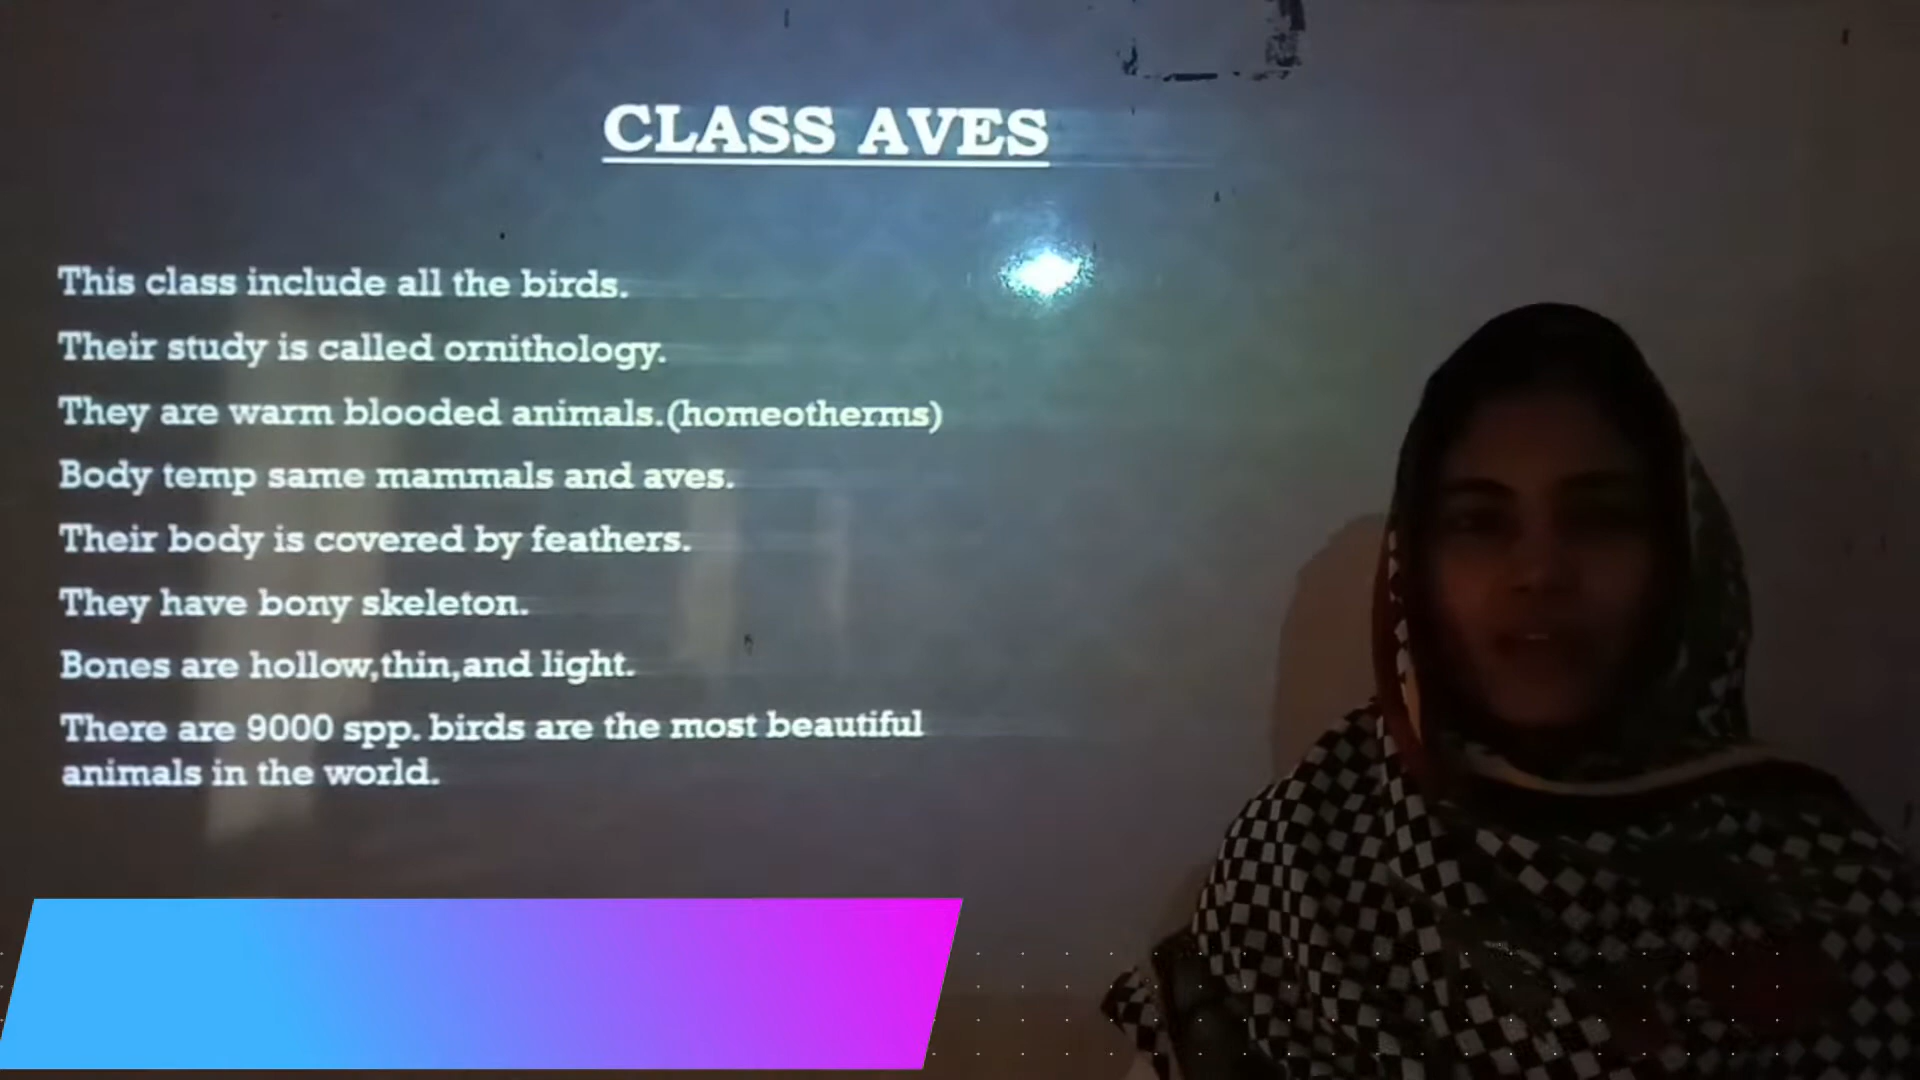 CLASS AVES
This class include all the birds.
Their study is called ornithology.
They are warm blooded animals.(homeotherms)
Body temp same mammals and aves.
Their body is covered by feathers.
They have bony skeleton.
Bones are hollow,thin,and light.
There are 9000 spp. birds are the most beautiful
animals in the world.